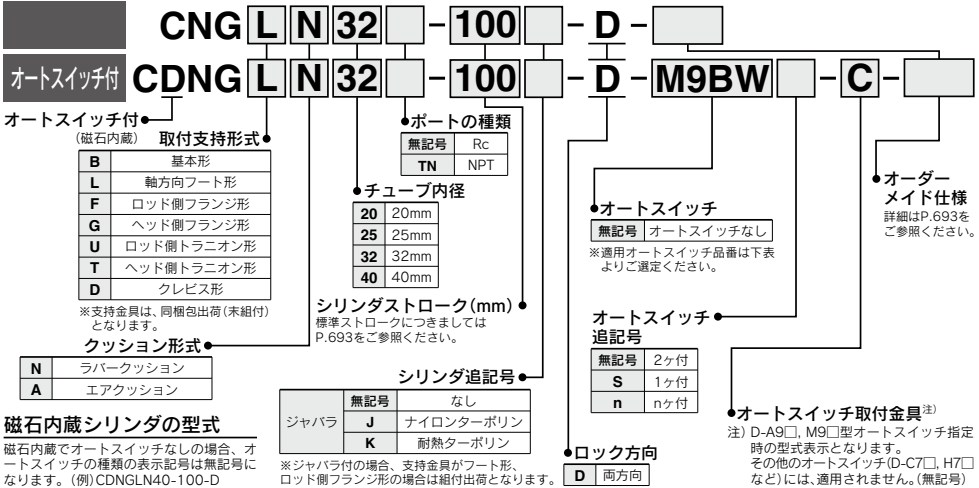 CNG L N 32 - 100 - D -
オートスイッチ付 CDNG L N 32 - 100 - D - M9BW - C -
オートスイッチ付
(磁石内蔵)
取付支持形式
B 基本形
L 軸方向フート形
F ロッド側フランジ形
G ヘッド側フランジ形
U ロッド側トラニオン形
T ヘッド側トラニオン形
D クレビス形
※支持金具は、同梱包出荷(未組付)
となります。
クッション形式
N ラバークッション
A エアクッション
磁石内蔵シリンダの型式
磁石内蔵でオートスイッチなしの場合、オ
ートスイッチの種類の表示記号は無記号に
なります。(例)CDNGLN40-100-D
ポートの種類
無記号 Rc
TN NPT
チューブ内径
20 20mm
25 25mm
32 32mm
40 40mm
シリンダストローク(mm)
標準ストロークにつきましては
P.693をご参照ください。
シリンダ追記号
ジャバラ
無記号 なし
J ナイロンターポリン
K 耐熱ターポリン
※ジャバラ付の場合、支持金具がフート形、
ロッド側フランジ形の場合は組付出荷となります。
ロック方向
D 両方向
オートスイッチ
無記号 オートスイッチなし
※適用オートスイッチ品番は下表
よりご選定ください。
オートスイッチ
追記号
無記号 2ヶ付
S 1ヶ付
n nヶ付
オートスイッチ取付金具注)
注) D-A9□, M9□型オートスイッチ指定
時の型式表示となります。
その他のオートスイッチ(D-C7□, H7□
など)には、適用されません。(無記号)
オーダー
メイド仕様
詳細はP.693を
ご参照ください。